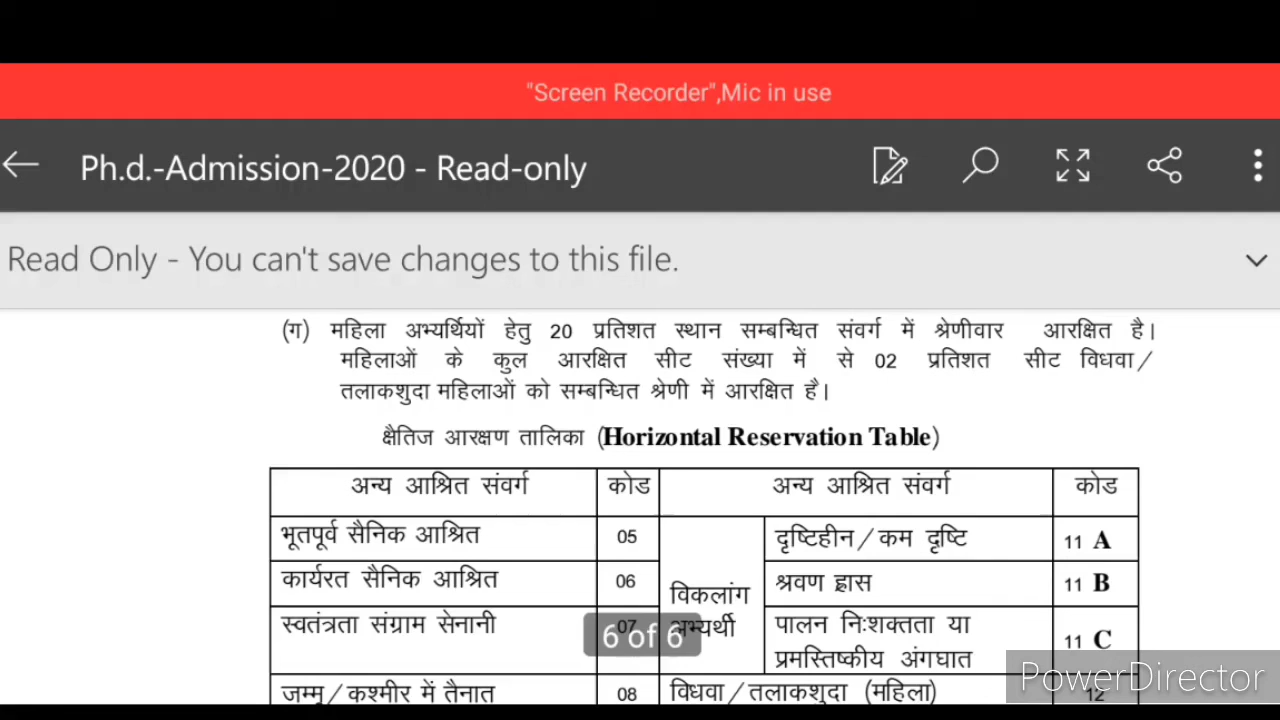 "Screen Recorder",Mic in use
Ph.d.-Admission-2020 - Read-only
Read Only - You can't save changes to this file.
(ग) महिला अभ्यर्थियों हेतु 20 प्रतिशत स्थान सम्बन्धित संवर्ग में श्रेणीवार आरक्षित है।
महिलाओं के कुल आरक्षित सीट संख्या में से 02 प्रतिशत सीट विधवा/
तलाकशुदा महिलाओं को सम्बन्धित श्रेणी में आरक्षित है।
क्षैतिज आरक्षण तालिका (Horizontal Reservation Table)
अन्य आश्रित संवर्ग कोड अन्य आश्रित संवर्ग कोड
भूतपूर्व सैनिक आश्रित 05 दृष्टिहीन/कम दृष्टि 11 A
कार्यरत सैनिक आश्रित 06 विकलांग श्रवण ह्रास 11 B
स्वतंत्रता संग्राम सेनानी 07 अभ्यर्थी पालन निःशक्तता या 11 C
प्रमस्तिष्कीय अंगघात
6 of 6
जम्मू/कश्मीर में तैनात 08 विधवा/तलाकशुदा (महिला) 12
PowerDirector